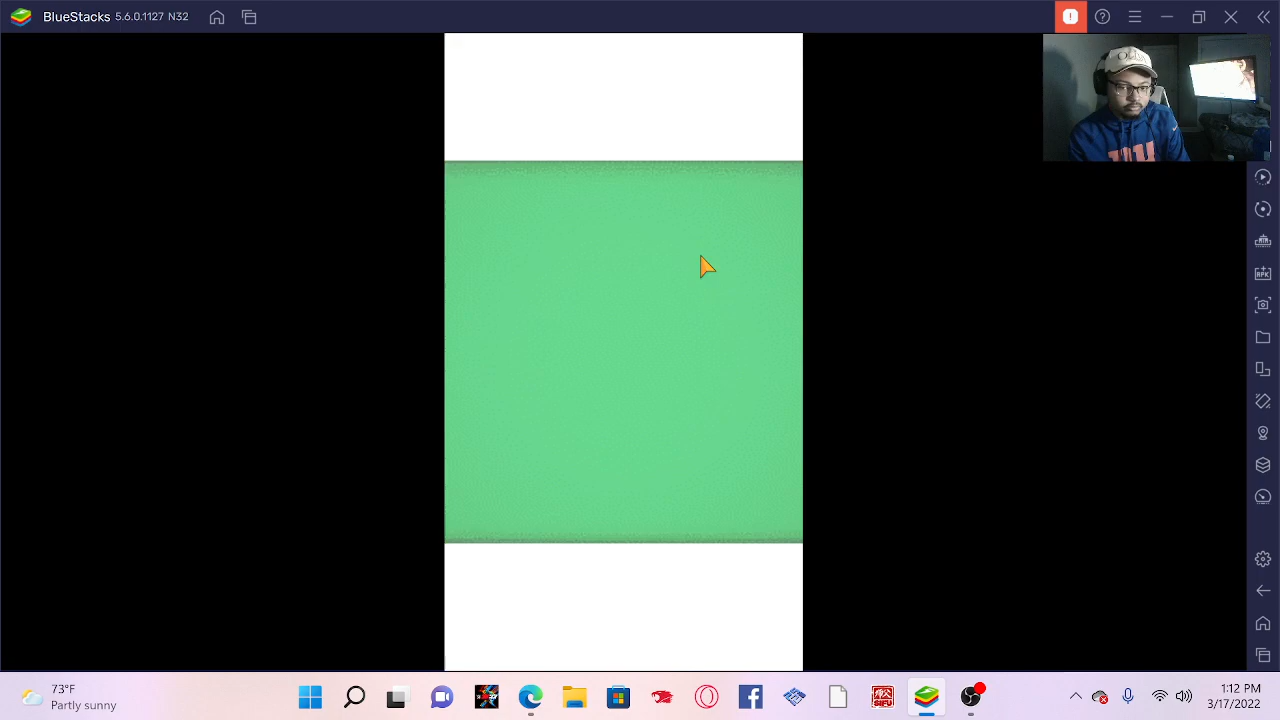 BlueStacks 5.6.0.1127 N32
73°F
Partly sunny
1:12 PM
3/17/2022